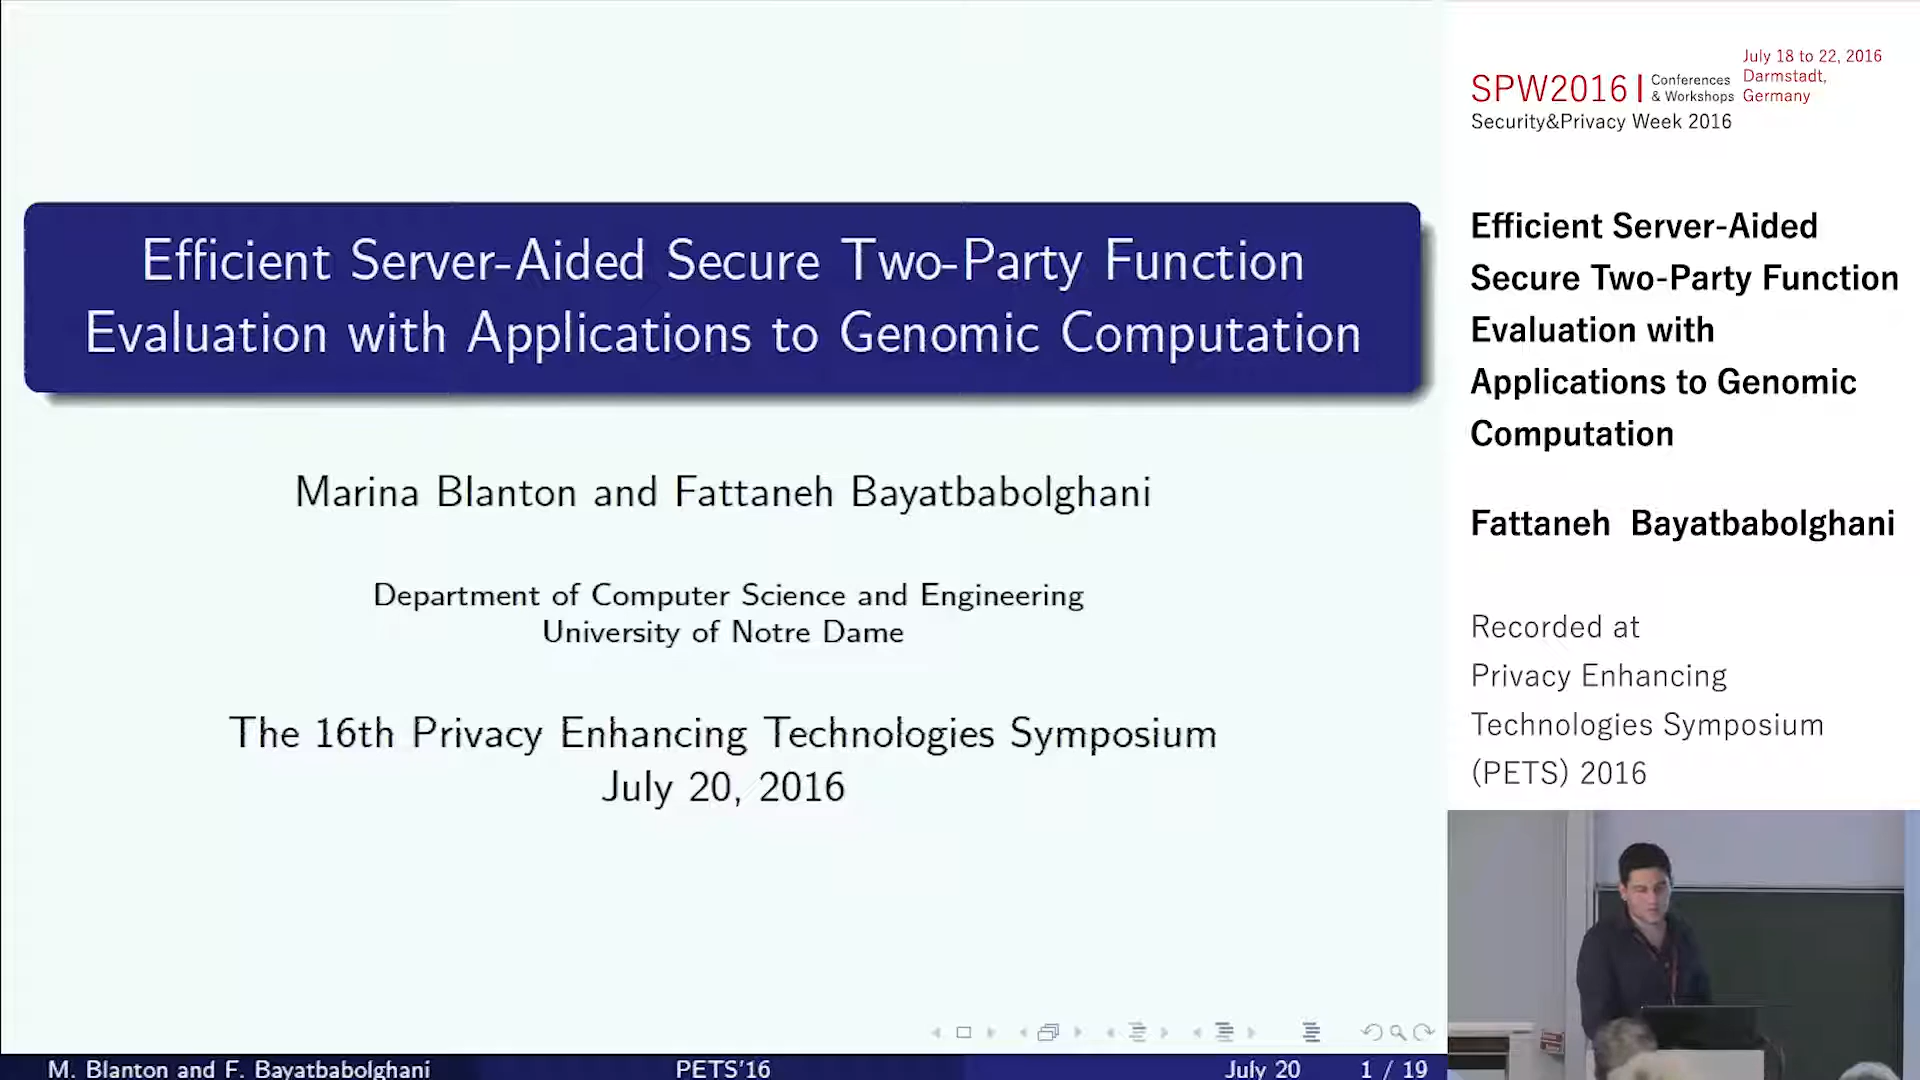 Efficient Server-Aided Secure Two-Party Function
Evaluation with Applications to Genomic Computation
Marina Blanton and Fattaneh Bayatbabolghani
Department of Computer Science and Engineering
University of Notre Dame
The 16th Privacy Enhancing Technologies Symposium
July 20, 2016
M. Blanton and F. Bayatbabolghani PETS'16 July 20 1 / 19
July 18 to 22, 2016
Darmstadt,
Germany
SPW2016 | Conferences
& Workshops
Security&Privacy Week 2016
Efficient Server-Aided
Secure Two-Party Function
Evaluation with
Applications to Genomic
Computation
Fattaneh Bayatbabolghani
Recorded at
Privacy Enhancing
Technologies Symposium
(PETS) 2016